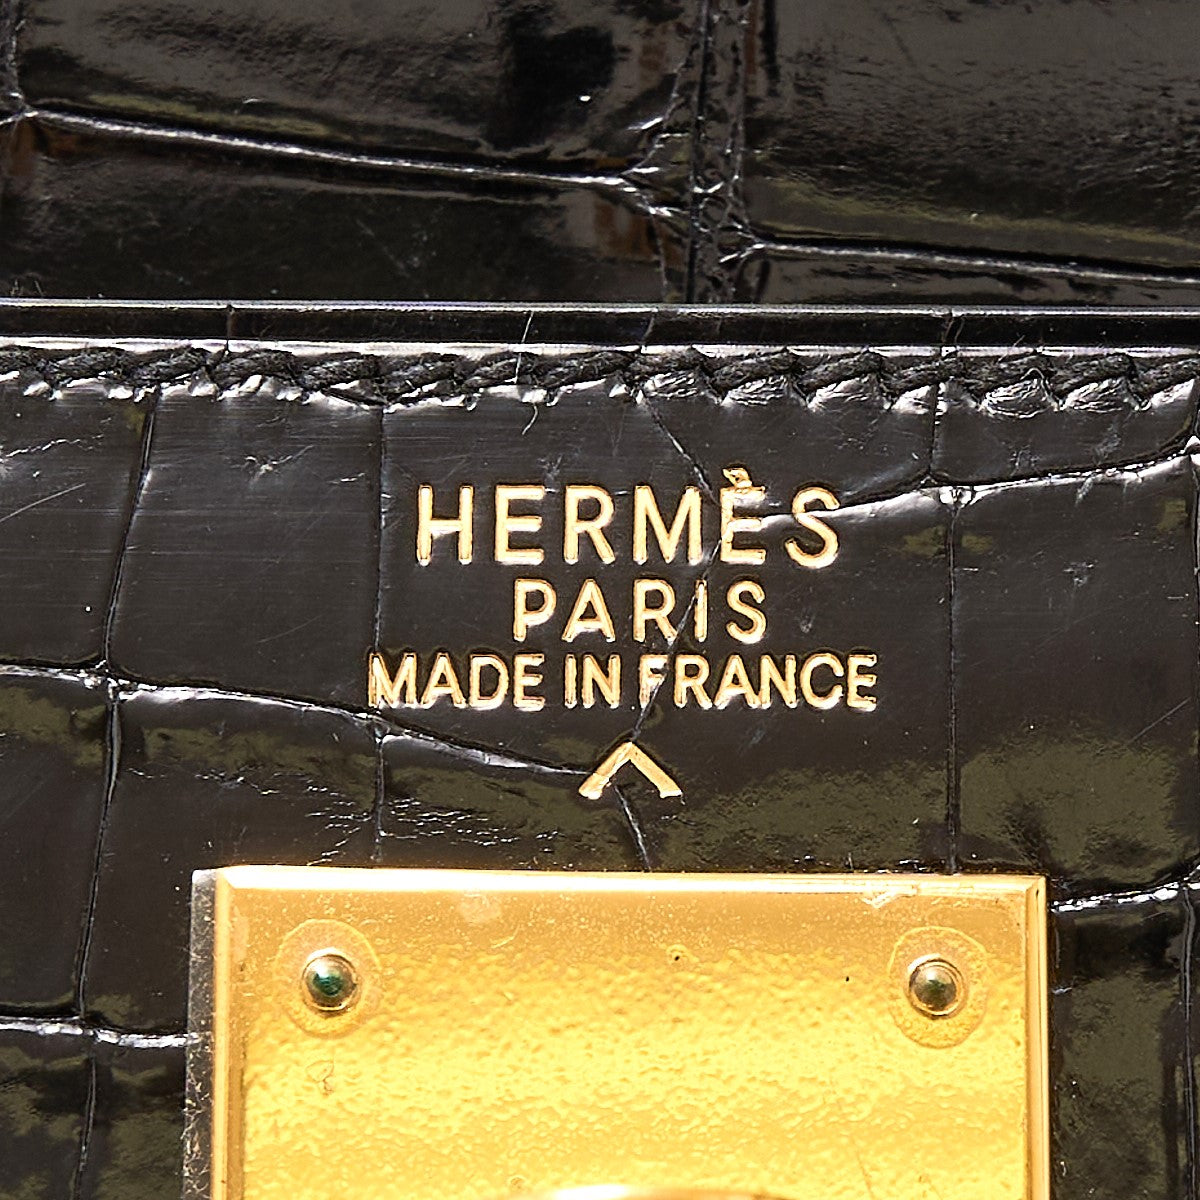 HERMÈS
PARIS
MADE IN FRANCE
^